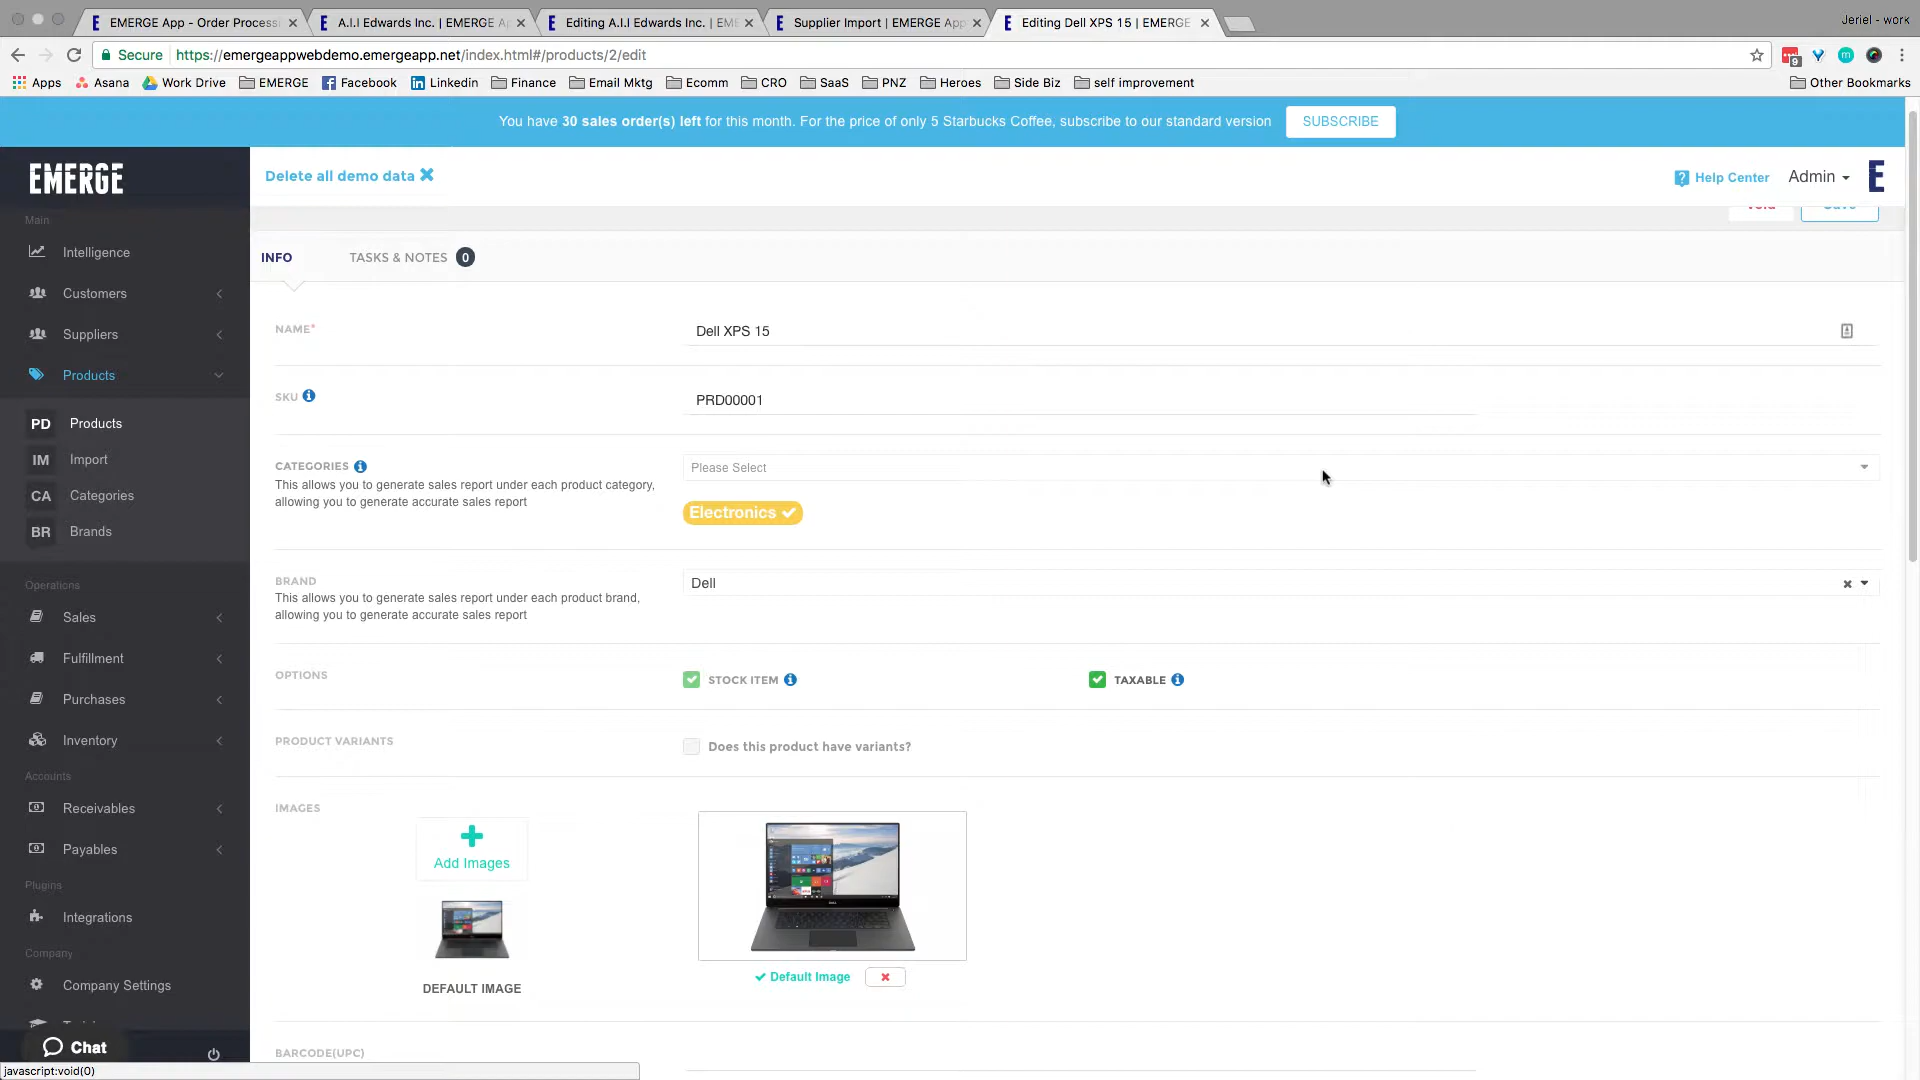 EMERGE App - Order Process
A.I.I Edwards Inc. | EMERGE Ap
Editing A.I.I Edwards Inc. | EM
Supplier Import | EMERGE App
Editing Dell XPS 15 | EMERGE
Jeriel - work
Secure
https://emergeappwebdemo.emergeapp.net/index.html#/products/2/edit
9
Apps
Asana
Work Drive
EMERGE
Facebook
Linkedin
Finance
Email Mktg
Ecomm
CRO
SaaS
PNZ
Heroes
Side Biz
self improvement
Other Bookmarks
You have 30 sales order(s) left for this month. For the price of only 5 Starbucks Coffee, subscribe to our standard version
SUBSCRIBE
EMERGE
Delete all demo data
Help Center
Admin
E
Void
Save
Main
Intelligence
Customers
Suppliers
Products
PD Products
IM Import
CA Categories
BR Brands
Operations
Sales
Fulfillment
Purchases
Inventory
Accounts
Receivables
Payables
Plugins
Integrations
Company
Company Settings
Chat
javascript:void(0)
INFO
TASKS & NOTES 0
NAME*
Dell XPS 15
SKU
PRD00001
CATEGORIES
This allows you to generate sales report under each product category,
allowing you to generate accurate sales report
Please Select
Electronics
BRAND
This allows you to generate sales report under each product brand,
allowing you to generate accurate sales report
Dell
OPTIONS
STOCK ITEM
TAXABLE
PRODUCT VARIANTS
Does this product have variants?
IMAGES
Add Images
DEFAULT IMAGE
Default Image
BARCODE(UPC)